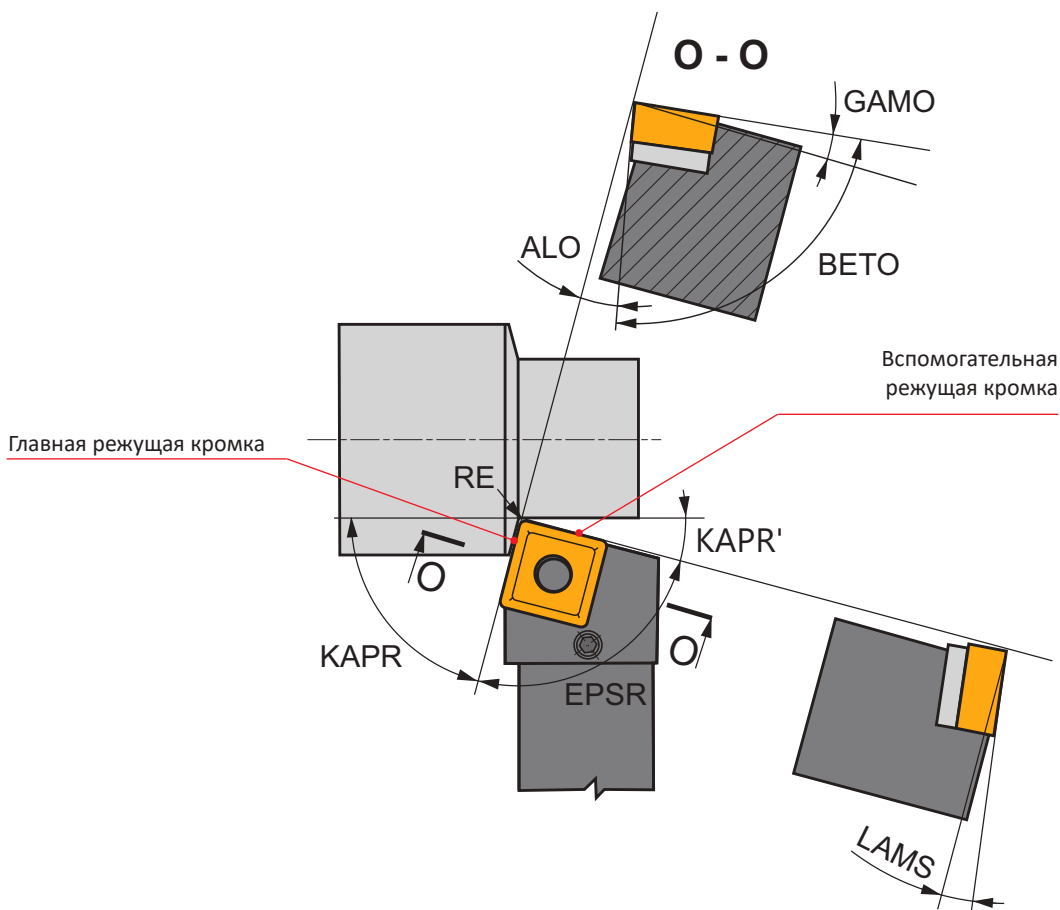 O - O
GAMO
ALO
BETO
Вспомогательная
режущая кромка
Главная режущая кромка
RE
KAPR'
O
O
KAPR
EPSR
LAMS